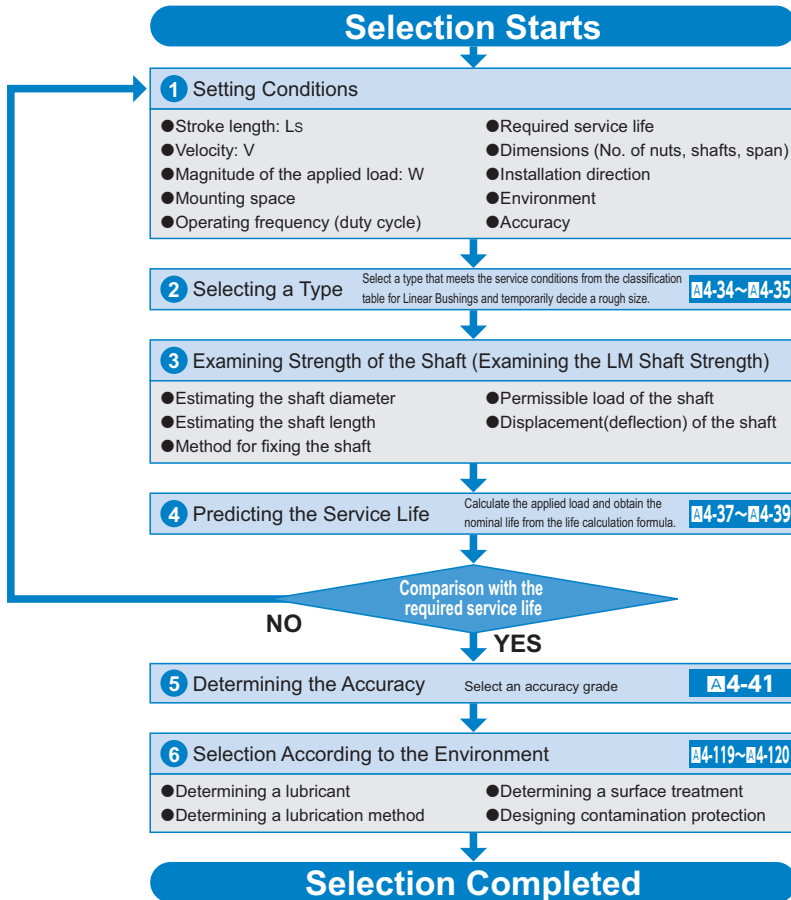 Selection Starts
1 Setting Conditions
●Stroke length: Ls
●Velocity: V
●Magnitude of the applied load: W
●Mounting space
●Operating frequency (duty cycle)
●Required service life
●Dimensions (No. of nuts, shafts, span)
●Installation direction
●Environment
●Accuracy
2 Selecting a Type
Select a type that meets the service conditions from the classification
table for Linear Bushings and temporarily decide a rough size.
A4-34~A4-35
3 Examining Strength of the Shaft (Examining the LM Shaft Strength)
●Estimating the shaft diameter
●Estimating the shaft length
●Method for fixing the shaft
●Permissible load of the shaft
●Displacement(deflection) of the shaft
4 Predicting the Service Life
Calculate the applied load and obtain the
nominal life from the life calculation formula.
A4-37~A4-39
Comparison with the
required service life
NO
YES
5 Determining the Accuracy
Select an accuracy grade
A4-41
6 Selection According to the Environment
A4-119~A4-120
●Determining a lubricant
●Determining a lubrication method
●Determining a surface treatment
●Designing contamination protection
Selection Completed